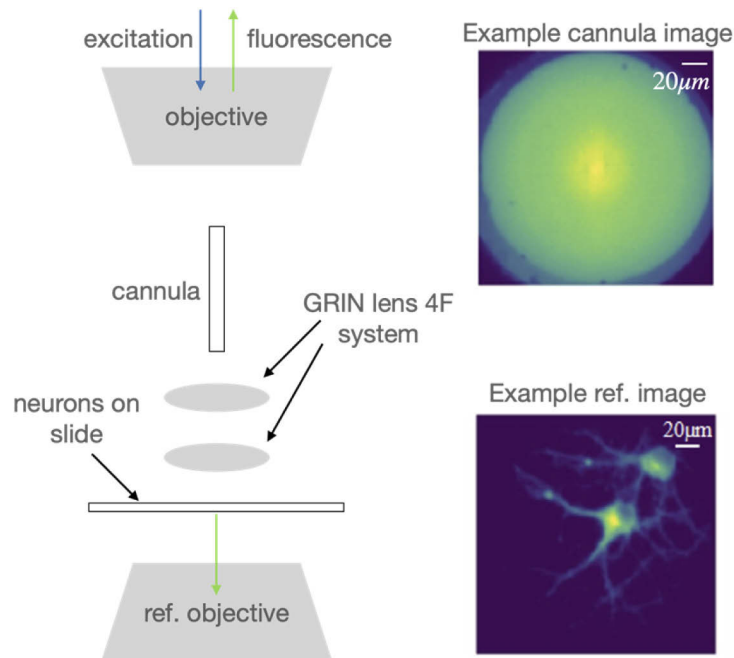 excitation
fluorescence
objective
cannula
GRIN lens 4F
system
neurons on
slide
ref. objective
Example cannula image
20μm
Example ref. image
20μm